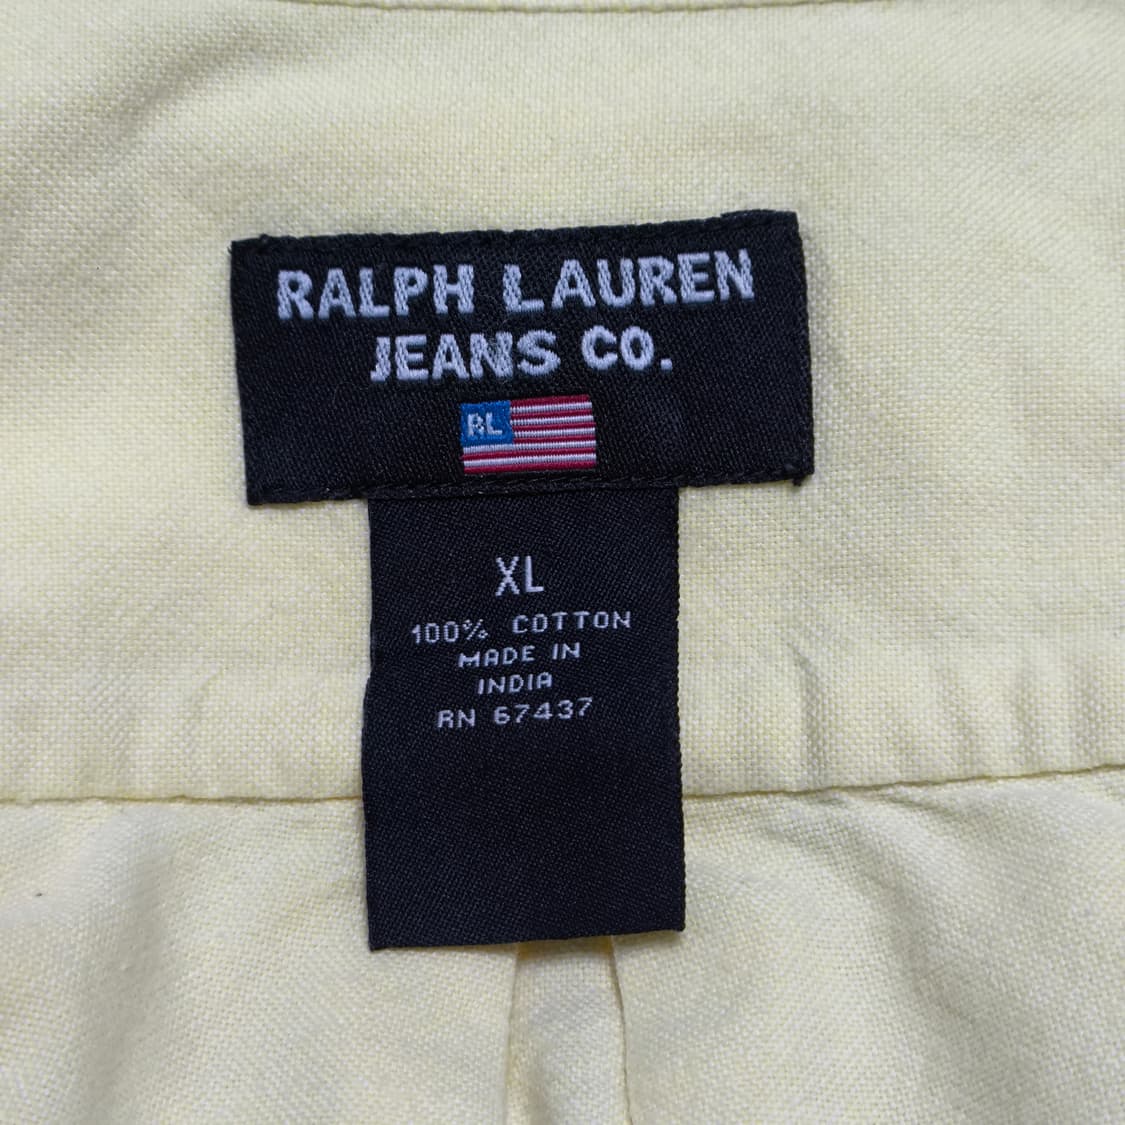 RALPH LAUREN
JEANS CO.
RL
XL
100% COTTON
MADE IN
INDIA
RN 67437